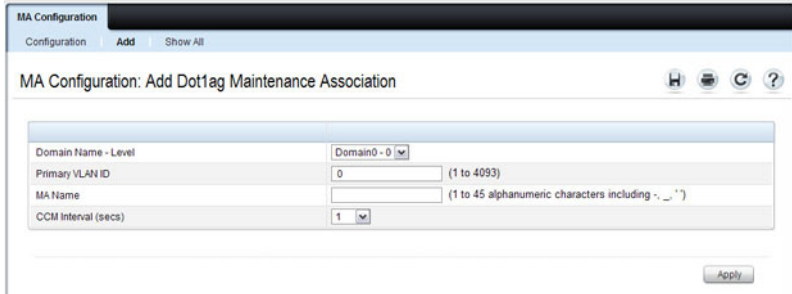 MA Configuration
Configuration Add Show All
MA Configuration: Add Dot1ag Maintenance Association
Domain Name - Level Domain0 - 0
Primary VLAN ID 0 (1 to 4093)
MA Name (1 to 45 alphanumeric characters including -, _, ' ')
CCM Interval (secs) 1
Apply